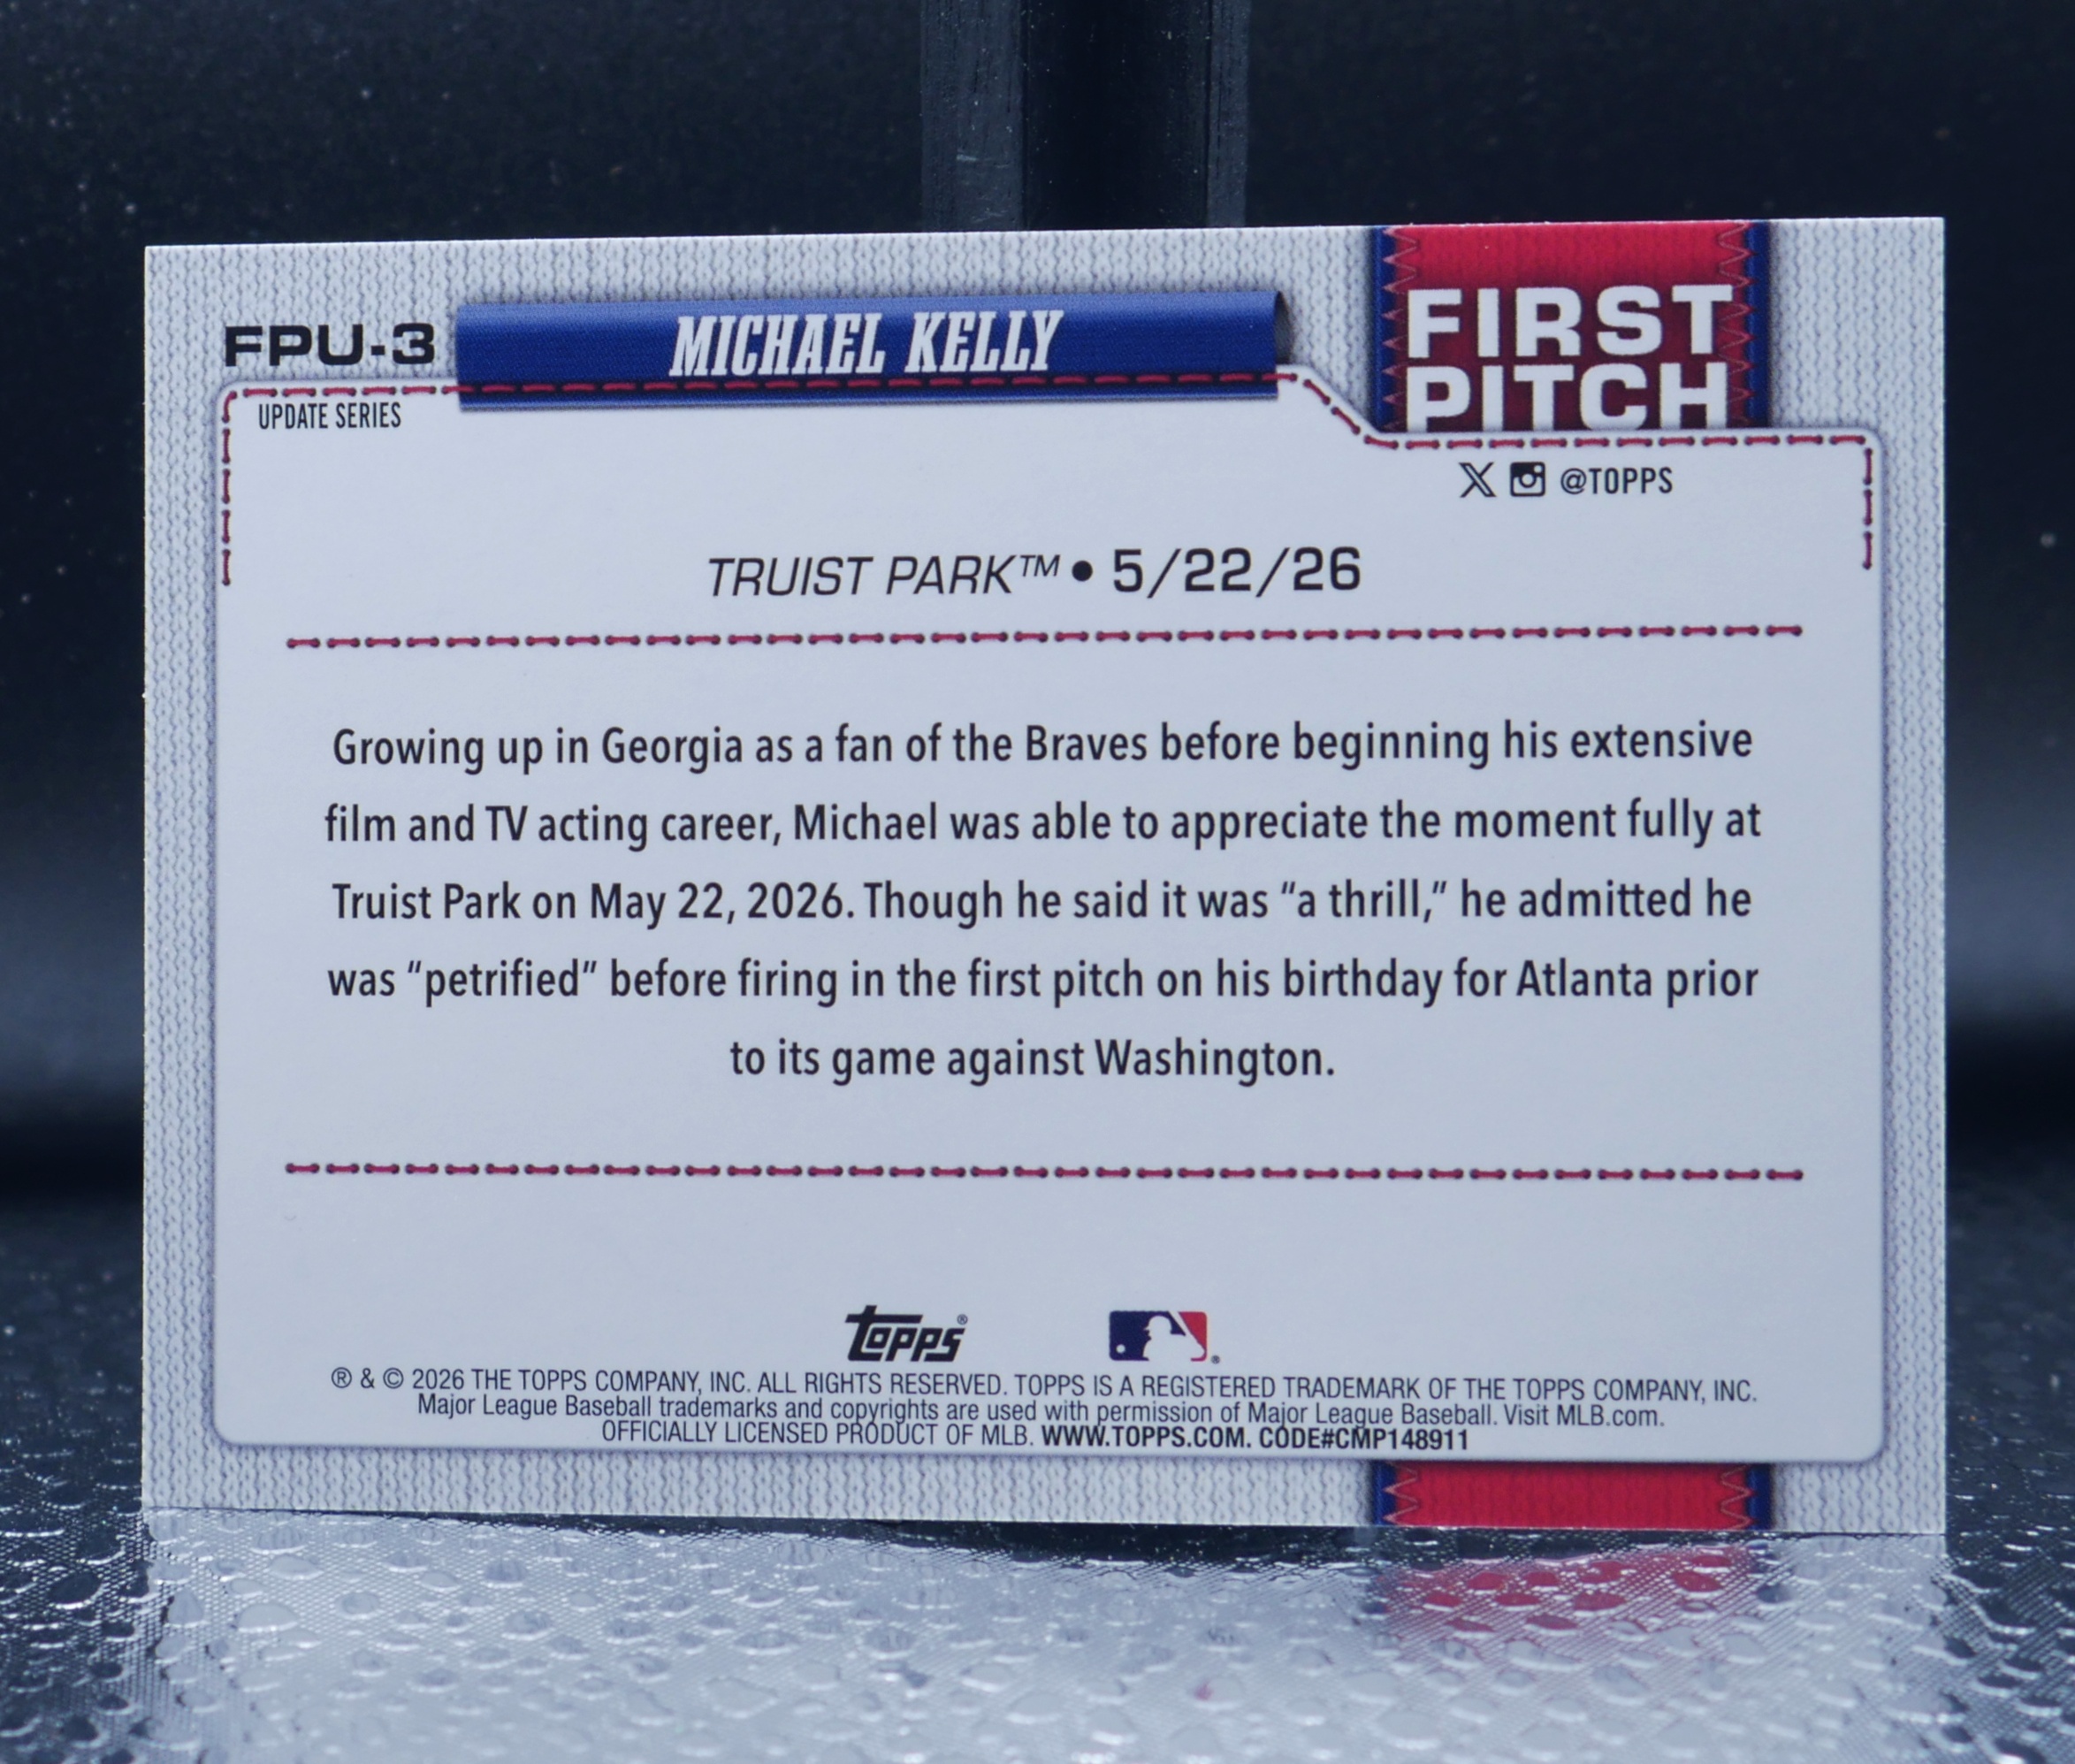 FPU-3
MICHAEL KELLY
FIRST
PITCH
UPDATE SERIES
X @TOPPS
TRUIST PARK™ • 5/22/26
Growing up in Georgia as a fan of the Braves before beginning his extensive
film and TV acting career, Michael was able to appreciate the moment fully at
Truist Park on May 22, 2026. Though he said it was “a thrill,” he admitted he
was “petrified” before firing in the first pitch on his birthday for Atlanta prior
to its game against Washington.
Topps®
®
® & © 2026 THE TOPPS COMPANY, INC. ALL RIGHTS RESERVED. TOPPS IS A REGISTERED TRADEMARK OF THE TOPPS COMPANY, INC.
Major League Baseball trademarks and copyrights are used with permission of Major League Baseball. Visit MLB.com.
OFFICIALLY LICENSED PRODUCT OF MLB. WWW.TOPPS.COM. CODE#CMP148911